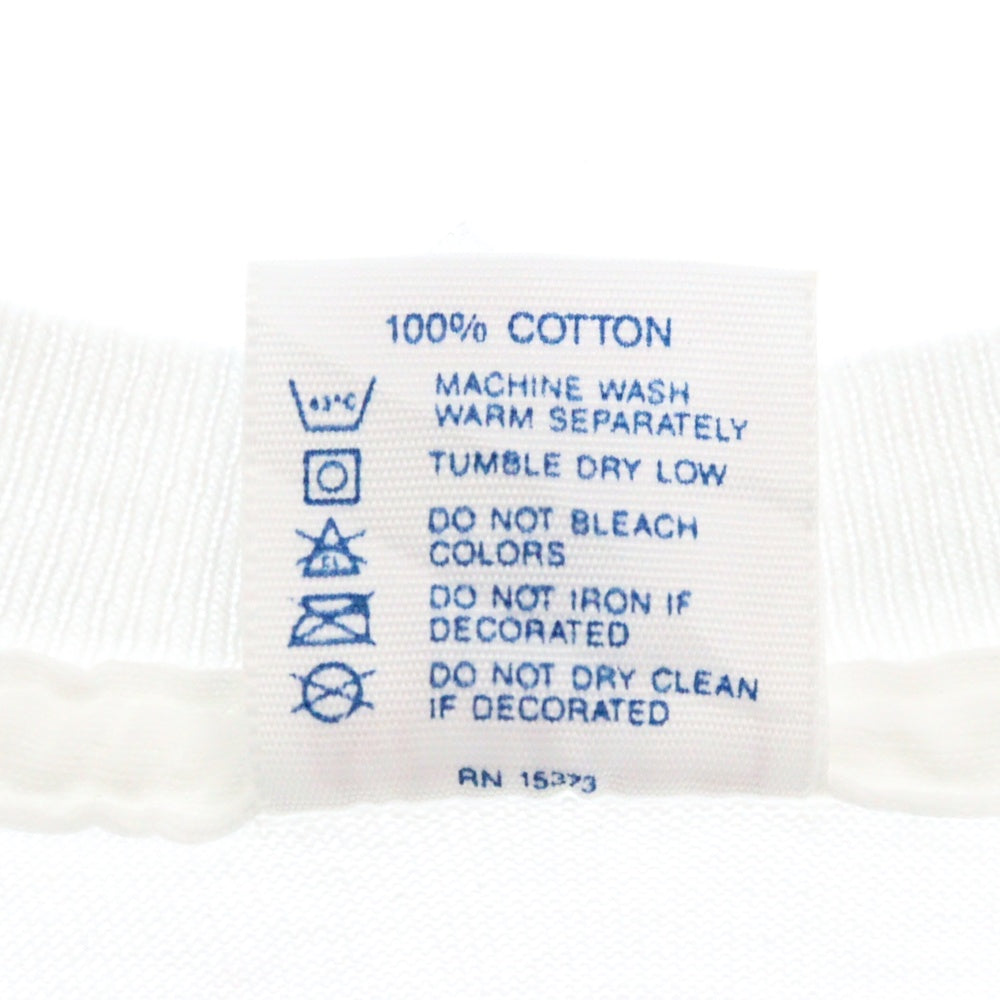 100% COTTON
MACHINE WASH
WARM SEPARATELY
TUMBLE DRY LOW
DO NOT BLEACH
COLORS
DO NOT IRON IF
DECORATED
DO NOT DRY CLEAN
IF DECORATED
RN